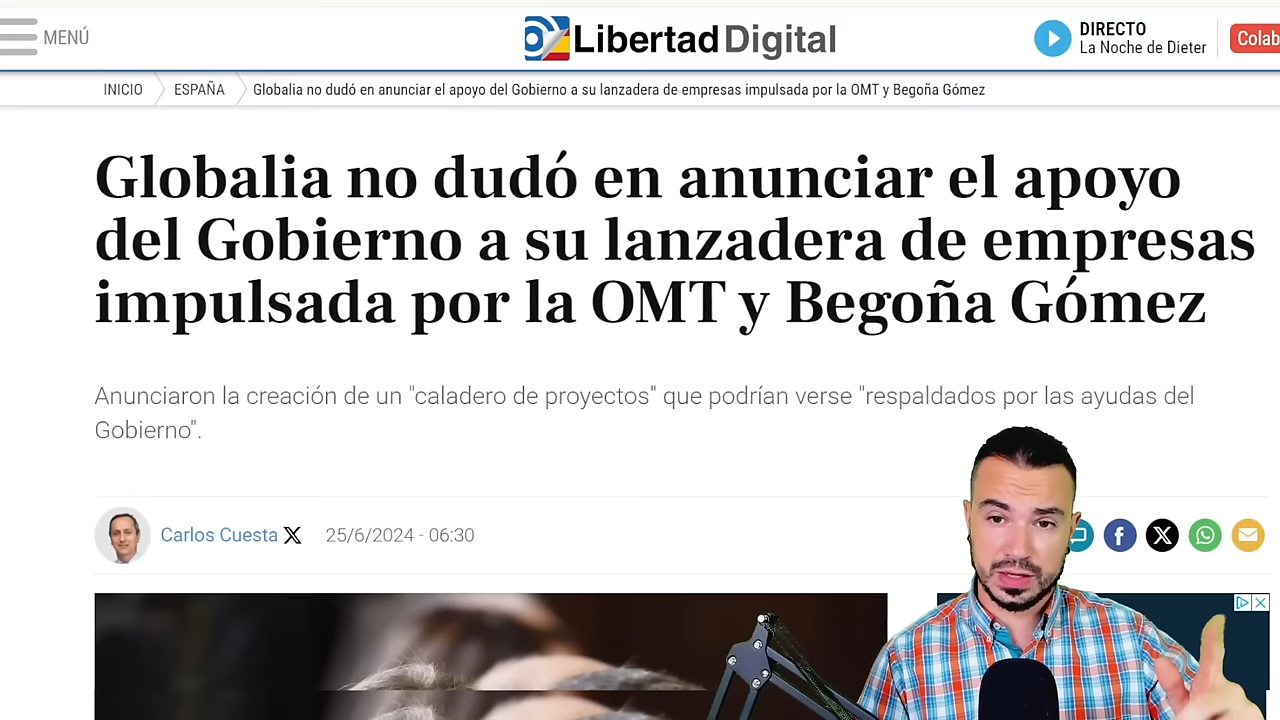 MENÚ
Libertad Digital
DIRECTO
La Noche de Dieter
Colab
INICIO
ESPAÑA
Globalia no dudó en anunciar el apoyo del Gobierno a su lanzadera de empresas impulsada por la OMT y Begoña Gómez
Globalia no dudó en anunciar el apoyo
del Gobierno a su lanzadera de empresas
impulsada por la OMT y Begoña Gómez
Anunciaron la creación de un "caladero de proyectos" que podrían verse "respaldados por las ayudas del
Gobierno".
Carlos Cuesta
25/6/2024 - 06:30